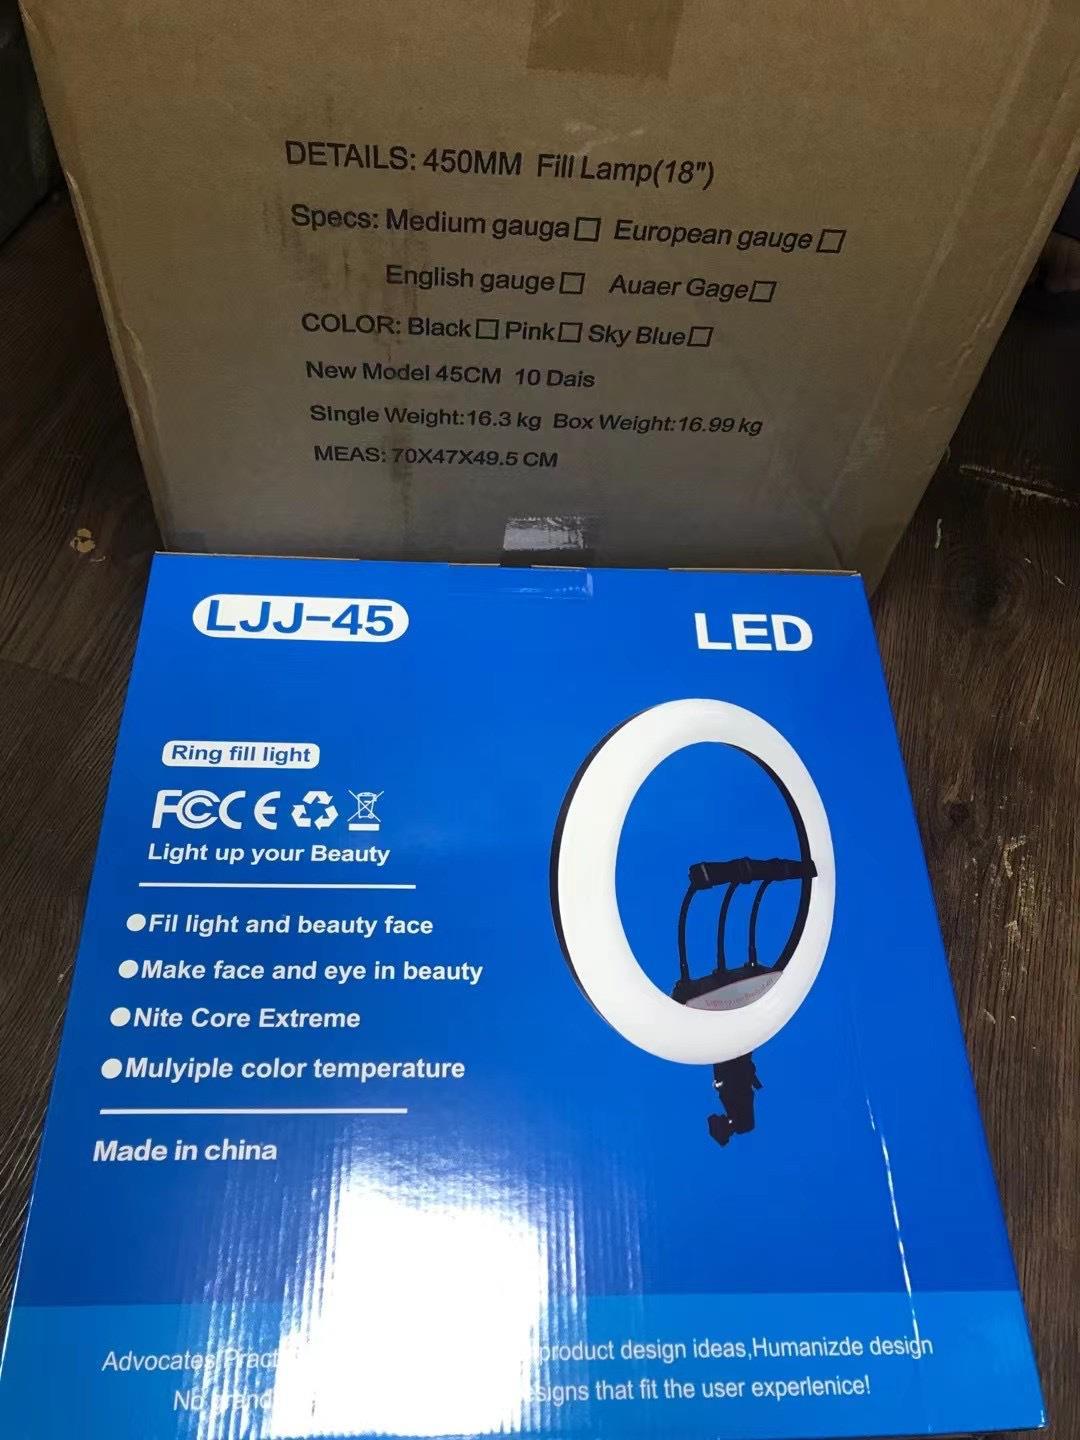 DETAILS: 450MM Fill Lamp(18")
Specs: Medium gauga□ European gauge□
English gauge□ Auaer Gage□
COLOR: Black□ Pink□ Sky Blue□
New Model 45CM 10 Dais
Single Weight:16.3 kg Box Weight:16.99 kg
MEAS: 70X47X49.5 CM
LJJ-45
LED
Ring fill light
FCC CE
Light up your Beauty
●Fil light and beauty face
●Make face and eye in beauty
●Nite Core Extreme
●Mulyiple color temperature
Made in china
Advocates product design ideas,Humanizde design
No that fit the user experlenice!